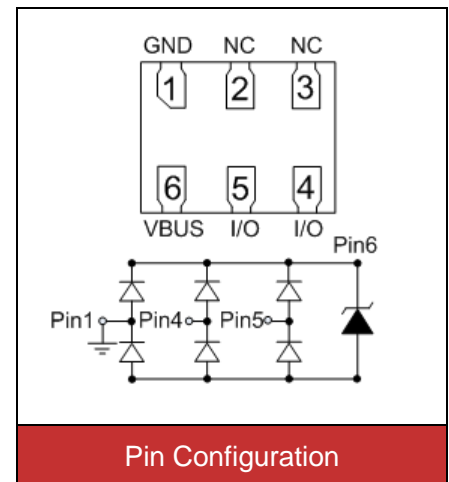 GND NC NC
1 2 3
6 5 4
VBUS I/O I/O
Pin6
Pin1 Pin4 Pin5
Pin Configuration